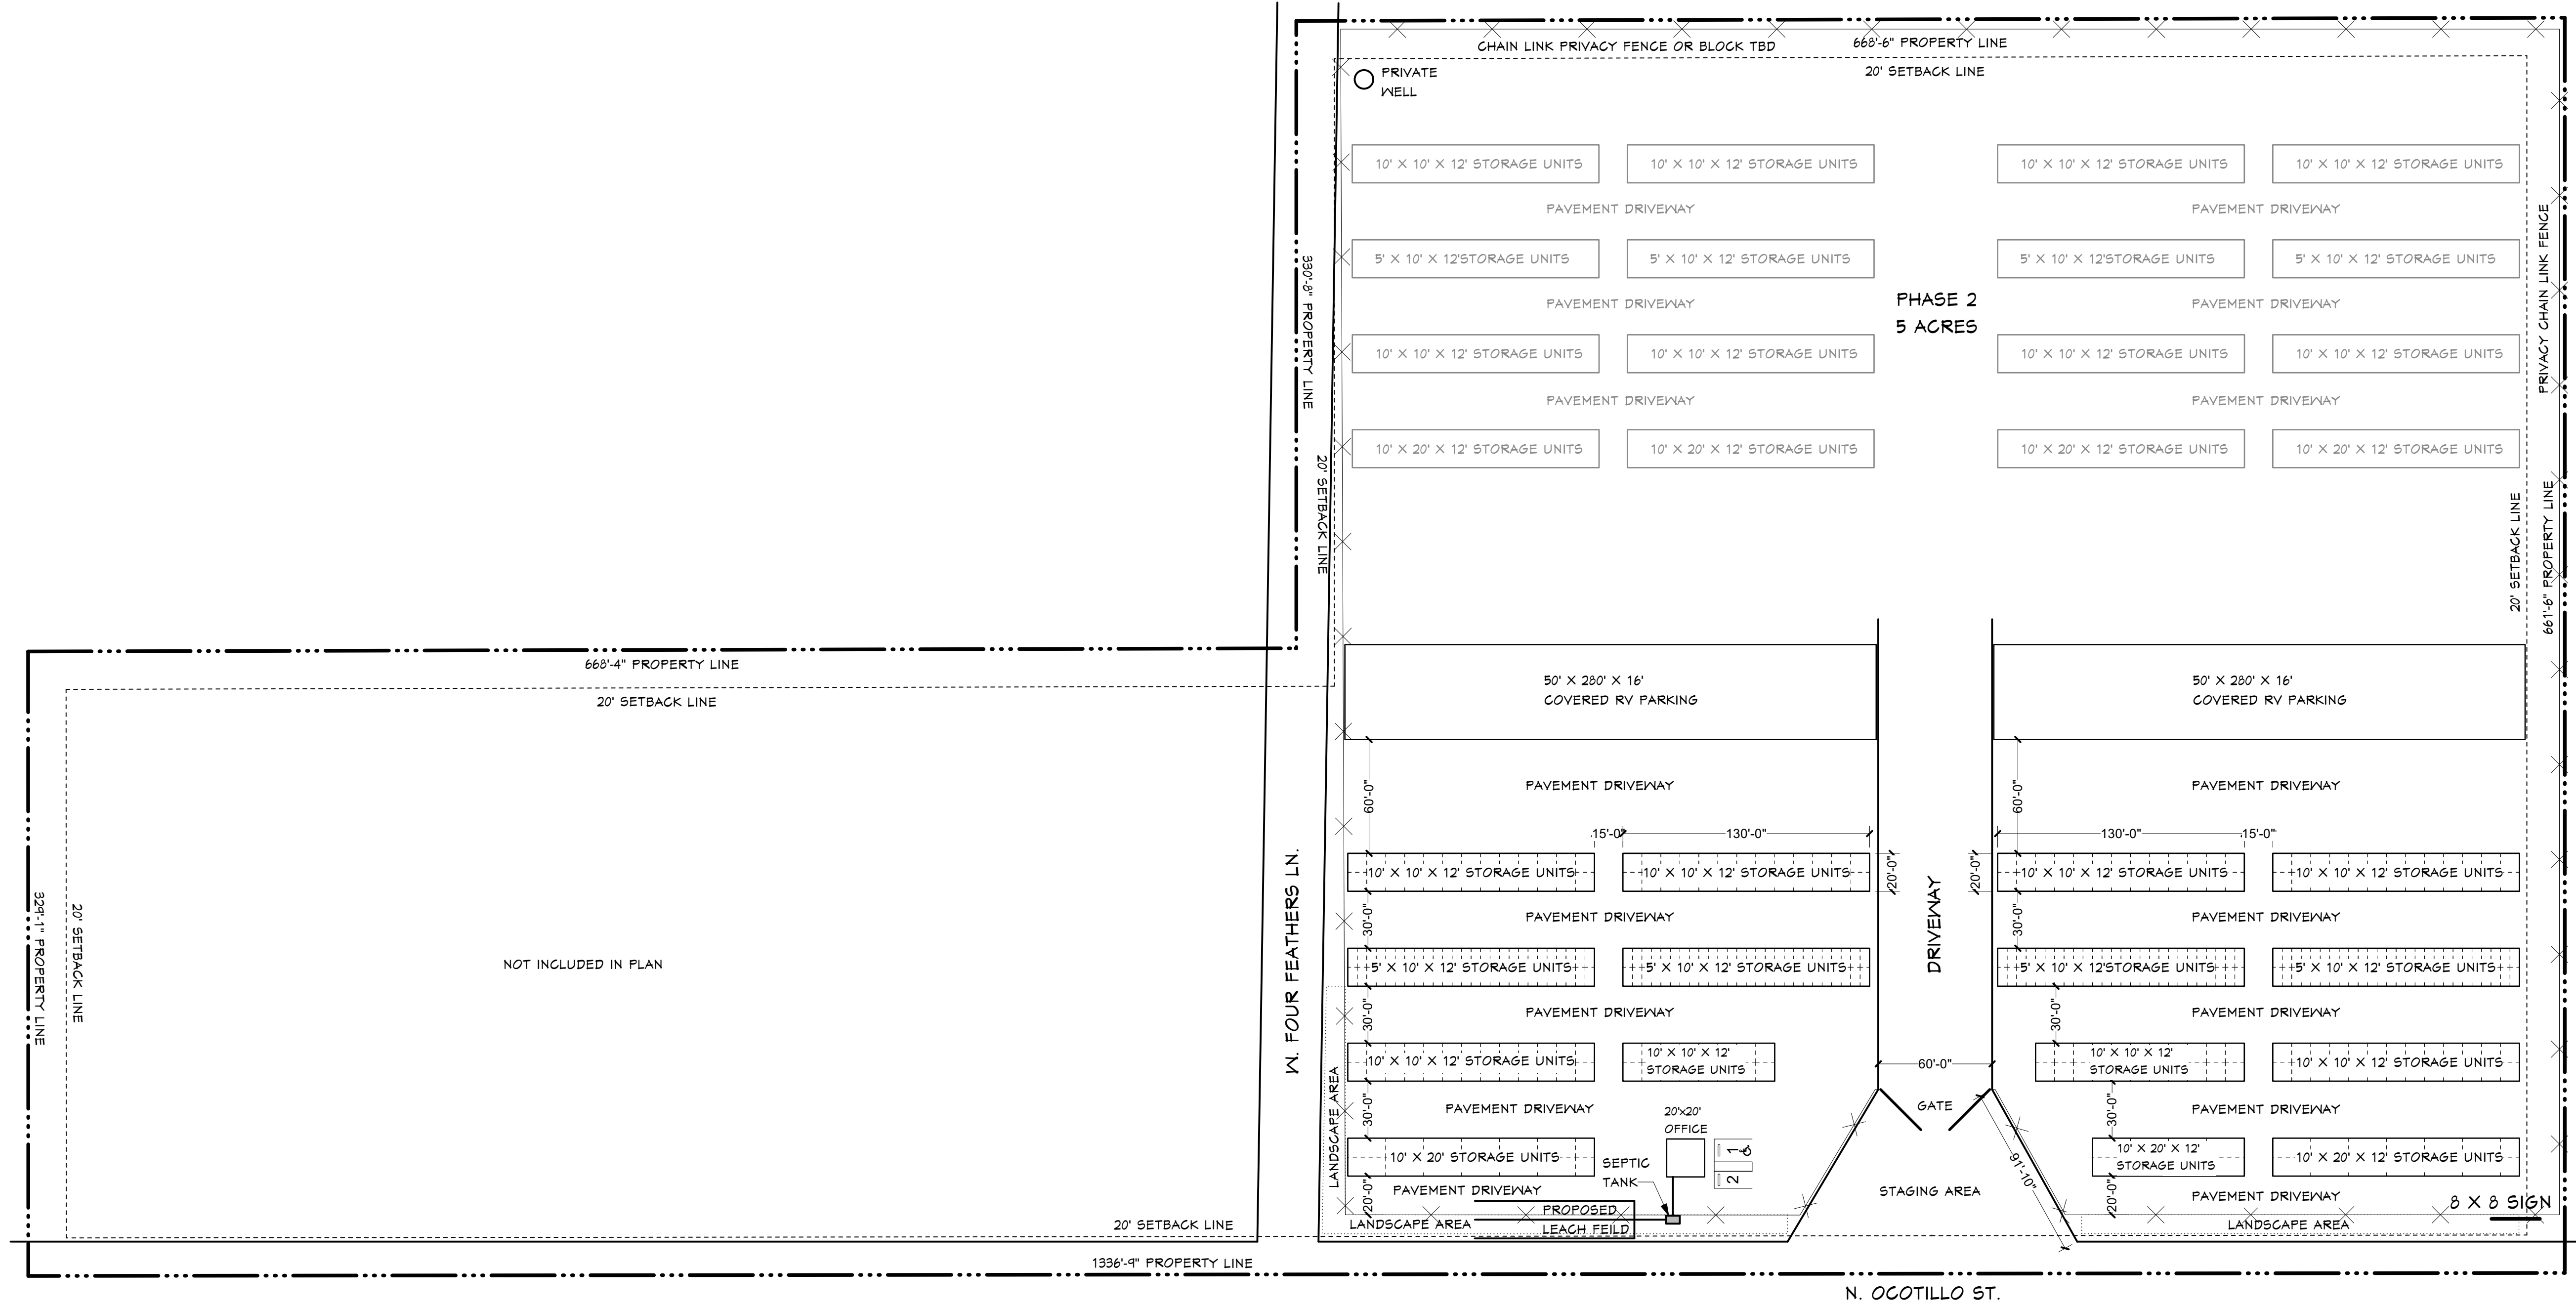 CHAIN LINK PRIVACY FENCE OR BLOCK TBD
668'-6" PROPERTY LINE
20' SETBACK LINE
PRIVATE
WELL
10' X 10' X 12' STORAGE UNITS
10' X 10' X 12' STORAGE UNITS
10' X 10' X 12' STORAGE UNITS
10' X 10' X 12' STORAGE UNITS
PAVEMENT DRIVEWAY
PAVEMENT DRIVEWAY
5' X 10' X 12'STORAGE UNITS
5' X 10' X 12' STORAGE UNITS
5' X 10' X 12'STORAGE UNITS
5' X 10' X 12' STORAGE UNITS
PAVEMENT DRIVEWAY
PHASE 2
5 ACRES
PAVEMENT DRIVEWAY
10' X 10' X 12' STORAGE UNITS
10' X 10' X 12' STORAGE UNITS
10' X 10' X 12' STORAGE UNITS
10' X 10' X 12' STORAGE UNITS
PAVEMENT DRIVEWAY
PAVEMENT DRIVEWAY
10' X 20' X 12' STORAGE UNITS
10' X 20' X 12' STORAGE UNITS
10' X 20' X 12' STORAGE UNITS
10' X 20' X 12' STORAGE UNITS
330'-8" PROPERTY LINE
20' SETBACK LINE
PRIVACY CHAIN LINK FENCE
20' SETBACK LINE
661'-6" PROPERTY LINE
668'-4" PROPERTY LINE
20' SETBACK LINE
50' X 280' X 16'
COVERED RV PARKING
50' X 280' X 16'
COVERED RV PARKING
60'-0"
PAVEMENT DRIVEWAY
60'-0"
PAVEMENT DRIVEWAY
15'-0"
130'-0"
130'-0"
15'-0"
10' X 10' X 12' STORAGE UNITS
10' X 10' X 12' STORAGE UNITS
20'-0"
20'-0"
10' X 10' X 12' STORAGE UNITS
10' X 10' X 12' STORAGE UNITS
30'-0"
PAVEMENT DRIVEWAY
DRIVEWAY
30'-0"
PAVEMENT DRIVEWAY
5' X 10' X 12' STORAGE UNITS
5' X 10' X 12' STORAGE UNITS
5' X 10' X 12'STORAGE UNITS
5' X 10' X 12' STORAGE UNITS
329'-1" PROPERTY LINE
20' SETBACK LINE
NOT INCLUDED IN PLAN
W. FOUR FEATHERS LN.
30'-0"
PAVEMENT DRIVEWAY
30'-0"
PAVEMENT DRIVEWAY
10' X 10' X 12' STORAGE UNITS
10' X 10' X 12'
STORAGE UNITS
60'-0"
10' X 10' X 12'
STORAGE UNITS
10' X 10' X 12' STORAGE UNITS
LANDSCAPE AREA
30'-0"
PAVEMENT DRIVEWAY
20'x20'
OFFICE
GATE
30'-0"
PAVEMENT DRIVEWAY
10' X 20' STORAGE UNITS
SEPTIC
TANK
1
2
91'-10"
10' X 20' X 12'
STORAGE UNITS
10' X 20' X 12' STORAGE UNITS
20'-0"
PAVEMENT DRIVEWAY
STAGING AREA
20'-0"
PAVEMENT DRIVEWAY
8 X 8 SIGN
PROPOSED
LEACH FEILD
20' SETBACK LINE
LANDSCAPE AREA
LANDSCAPE AREA
1336'-9" PROPERTY LINE
N. OCOTILLO ST.